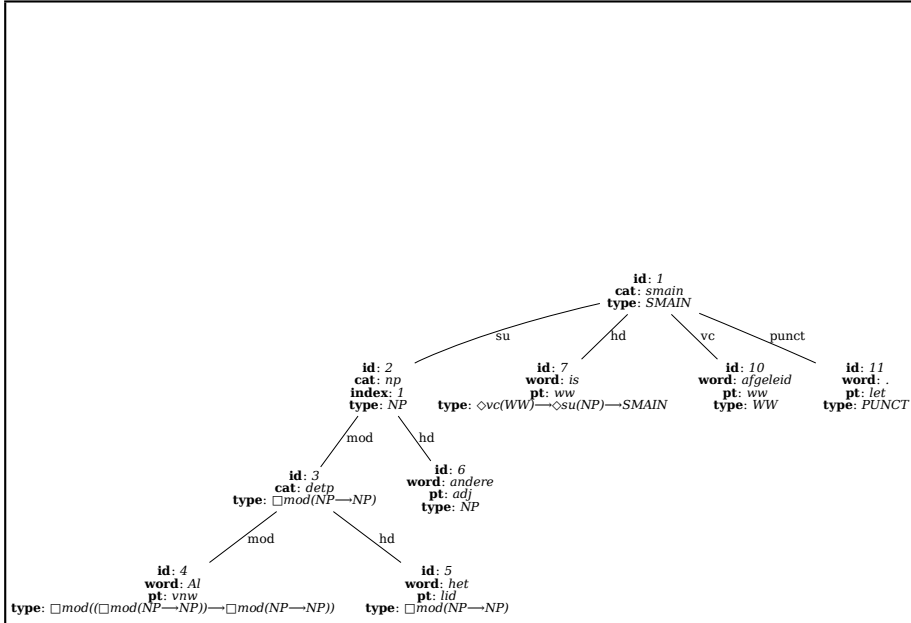 id: 1
cat: smain
type: SMAIN
su
hd
vc
punct
id: 2
cat: np
index: 1
type: NP
id: 7
word: is
pt: ww
type: ◇vc(WW)⟶◇su(NP)⟶SMAIN
id: 10
word: afgeleid
pt: ww
type: WW
id: 11
word: .
pt: let
type: PUNCT
mod
hd
id: 3
cat: detp
type: □mod(NP⟶NP)
id: 6
word: andere
pt: adj
type: NP
mod
hd
id: 4
word: Al
pt: vnw
type: □mod((□mod(NP⟶NP))⟶□mod(NP⟶NP))
id: 5
word: het
pt: lid
type: □mod(NP⟶NP)